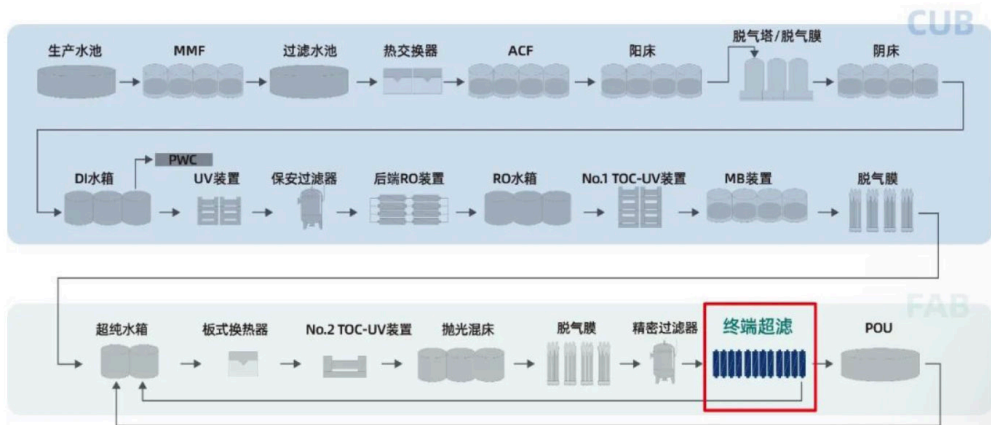 CUB
生产水池
MMF
过滤水池
热交换器
ACF
阳床
脱气塔/脱气膜
阴床
PWC
DI水箱
UV装置
保安过滤器
后端RO装置
RO水箱
No.1 TOC-UV装置
MB装置
脱气膜
FAB
超纯水箱
板式换热器
No.2 TOC-UV装置
抛光混床
脱气膜
精密过滤器
终端超滤
POU